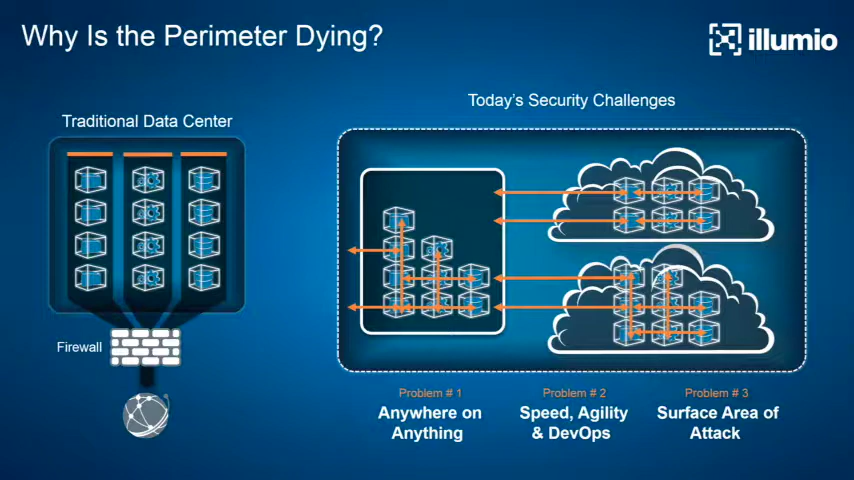 Why Is the Perimeter Dying?
illumio
Today's Security Challenges
Traditional Data Center
Firewall
Problem # 1
Anywhere on
Anything
Problem #2
Speed, Agility
& DevOps
Problem # 3
Surface Area of
Attack